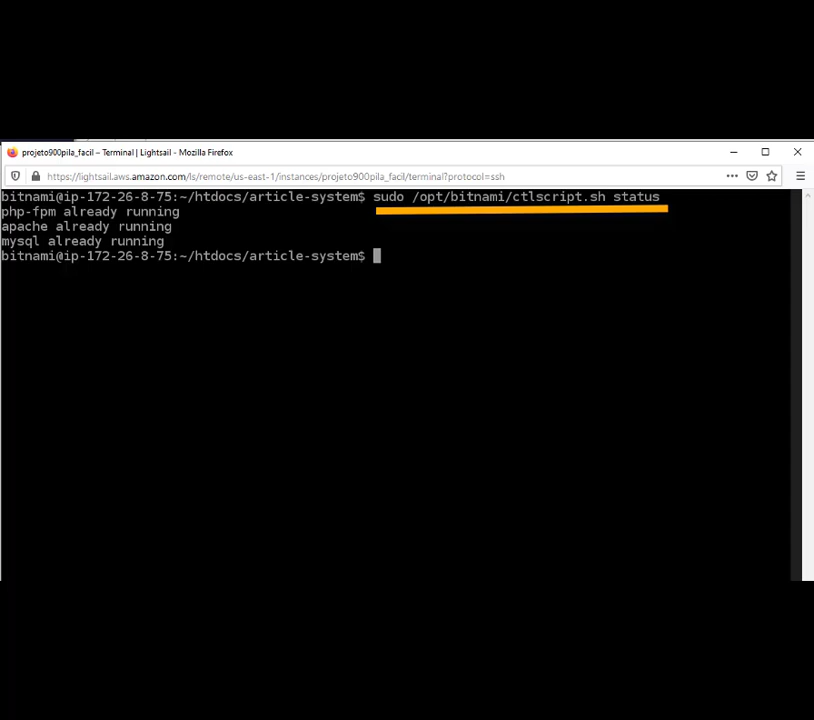 projeto900pila_facil – Terminal | Lightsail - Mozilla Firefox
https://lightsail.aws.amazon.com/ls/remote/us-east-1/instances/projeto900pila_facil/terminal?protocol=ssh
bitnami@ip-172-26-8-75:~/htdocs/article-system$ sudo /opt/bitnami/ctlscript.sh status
php-fpm already running
apache already running
mysql already running
bitnami@ip-172-26-8-75:~/htdocs/article-system$